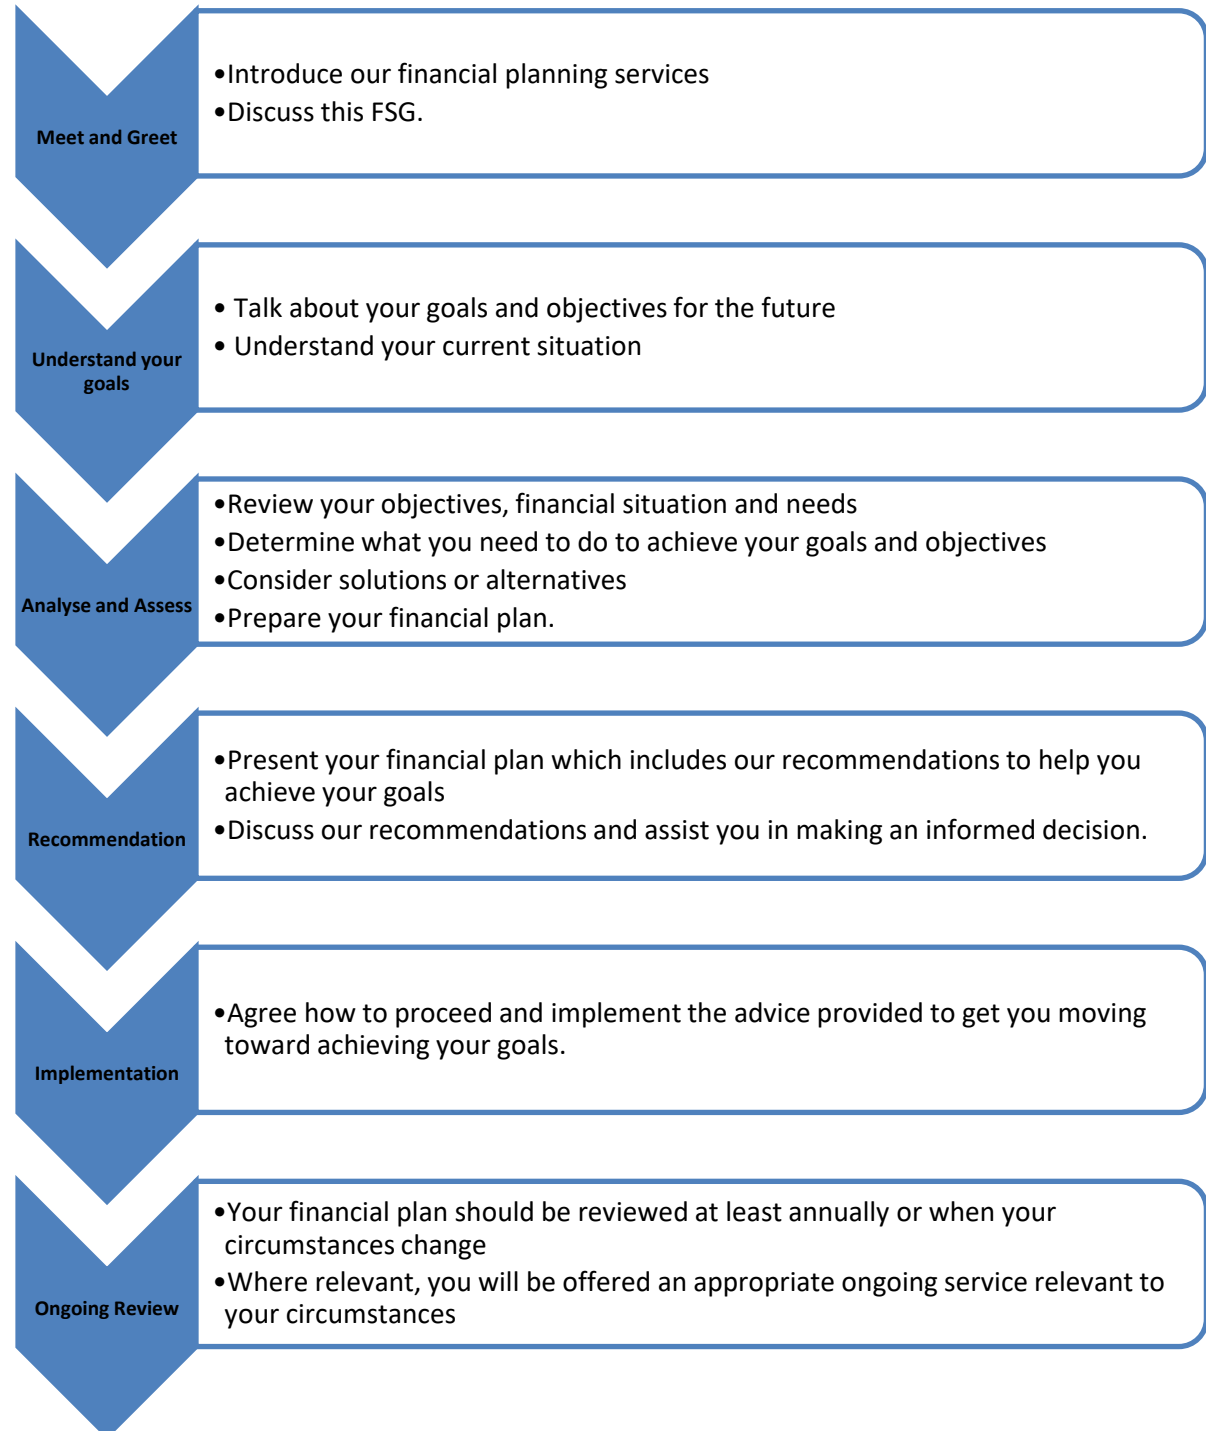 Meet and Greet
•Introduce our financial planning services
•Discuss this FSG.
Understand your
goals
• Talk about your goals and objectives for the future
• Understand your current situation
Analyse and Assess
•Review your objectives, financial situation and needs
•Determine what you need to do to achieve your goals and objectives
•Consider solutions or alternatives
•Prepare your financial plan.
Recommendation
•Present your financial plan which includes our recommendations to help you
achieve your goals
•Discuss our recommendations and assist you in making an informed decision.
Implementation
•Agree how to proceed and implement the advice provided to get you moving
toward achieving your goals.
Ongoing Review
•Your financial plan should be reviewed at least annually or when your
circumstances change
•Where relevant, you will be offered an appropriate ongoing service relevant to
your circumstances